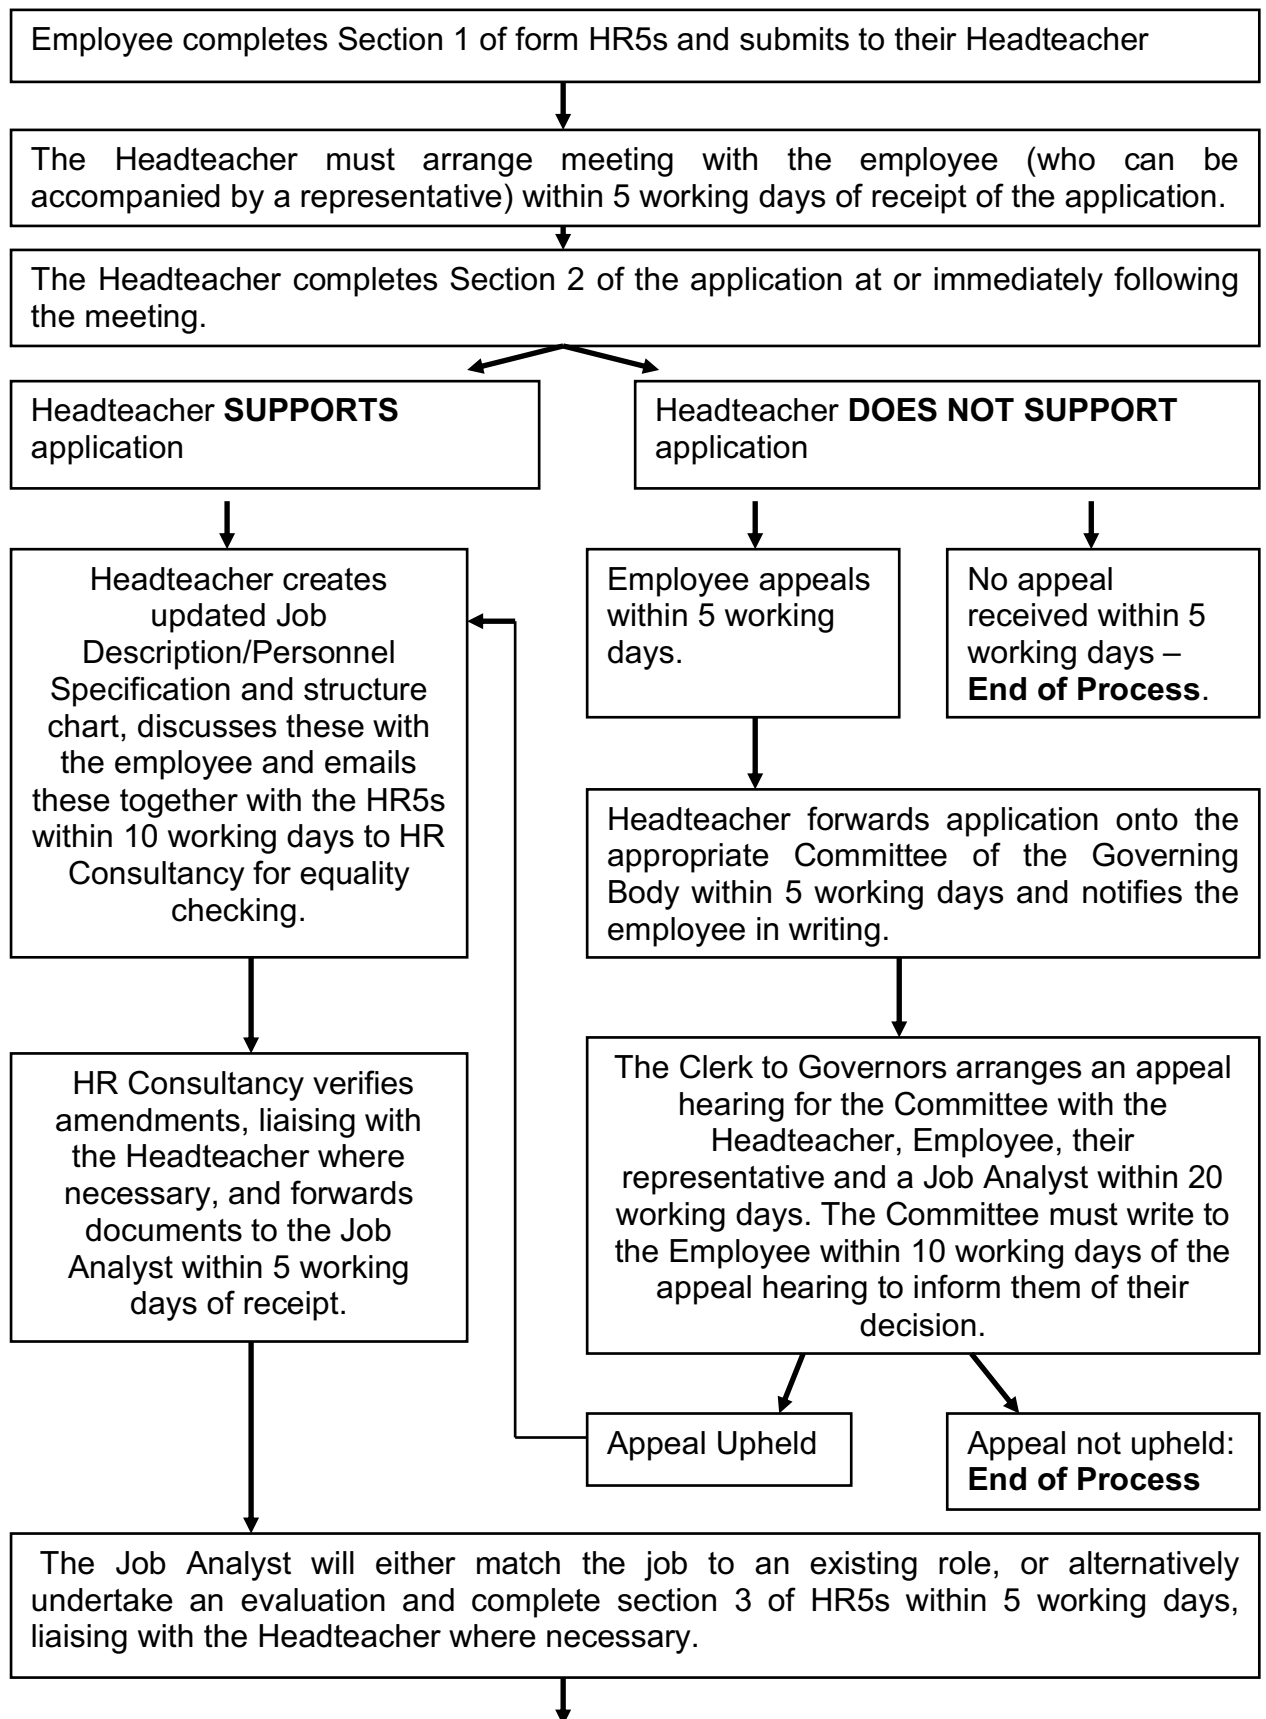 Employee completes Section 1 of form HR5s and submits to their Headteacher
The Headteacher must arrange meeting with the employee (who can be
accompanied by a representative) within 5 working days of receipt of the application.
The Headteacher completes Section 2 of the application at or immediately following
the meeting.
Headteacher SUPPORTS
application
Headteacher DOES NOT SUPPORT
application
Headteacher creates
updated Job
Description/Personnel
Specification and structure
chart, discusses these with
the employee and emails
these together with the HR5s
within 10 working days to HR
Consultancy for equality
checking.
Employee appeals
within 5 working
days.
No appeal
received within 5
working days –
End of Process.
Headteacher forwards application onto the
appropriate Committee of the Governing
Body within 5 working days and notifies the
employee in writing.
HR Consultancy verifies
amendments, liaising with
the Headteacher where
necessary, and forwards
documents to the Job
Analyst within 5 working
days of receipt.
The Clerk to Governors arranges an appeal
hearing for the Committee with the
Headteacher, Employee, their
representative and a Job Analyst within 20
working days. The Committee must write to
the Employee within 10 working days of the
appeal hearing to inform them of their
decision.
Appeal Upheld
Appeal not upheld:
End of Process
The Job Analyst will either match the job to an existing role, or alternatively
undertake an evaluation and complete section 3 of HR5s within 5 working days,
liaising with the Headteacher where necessary.